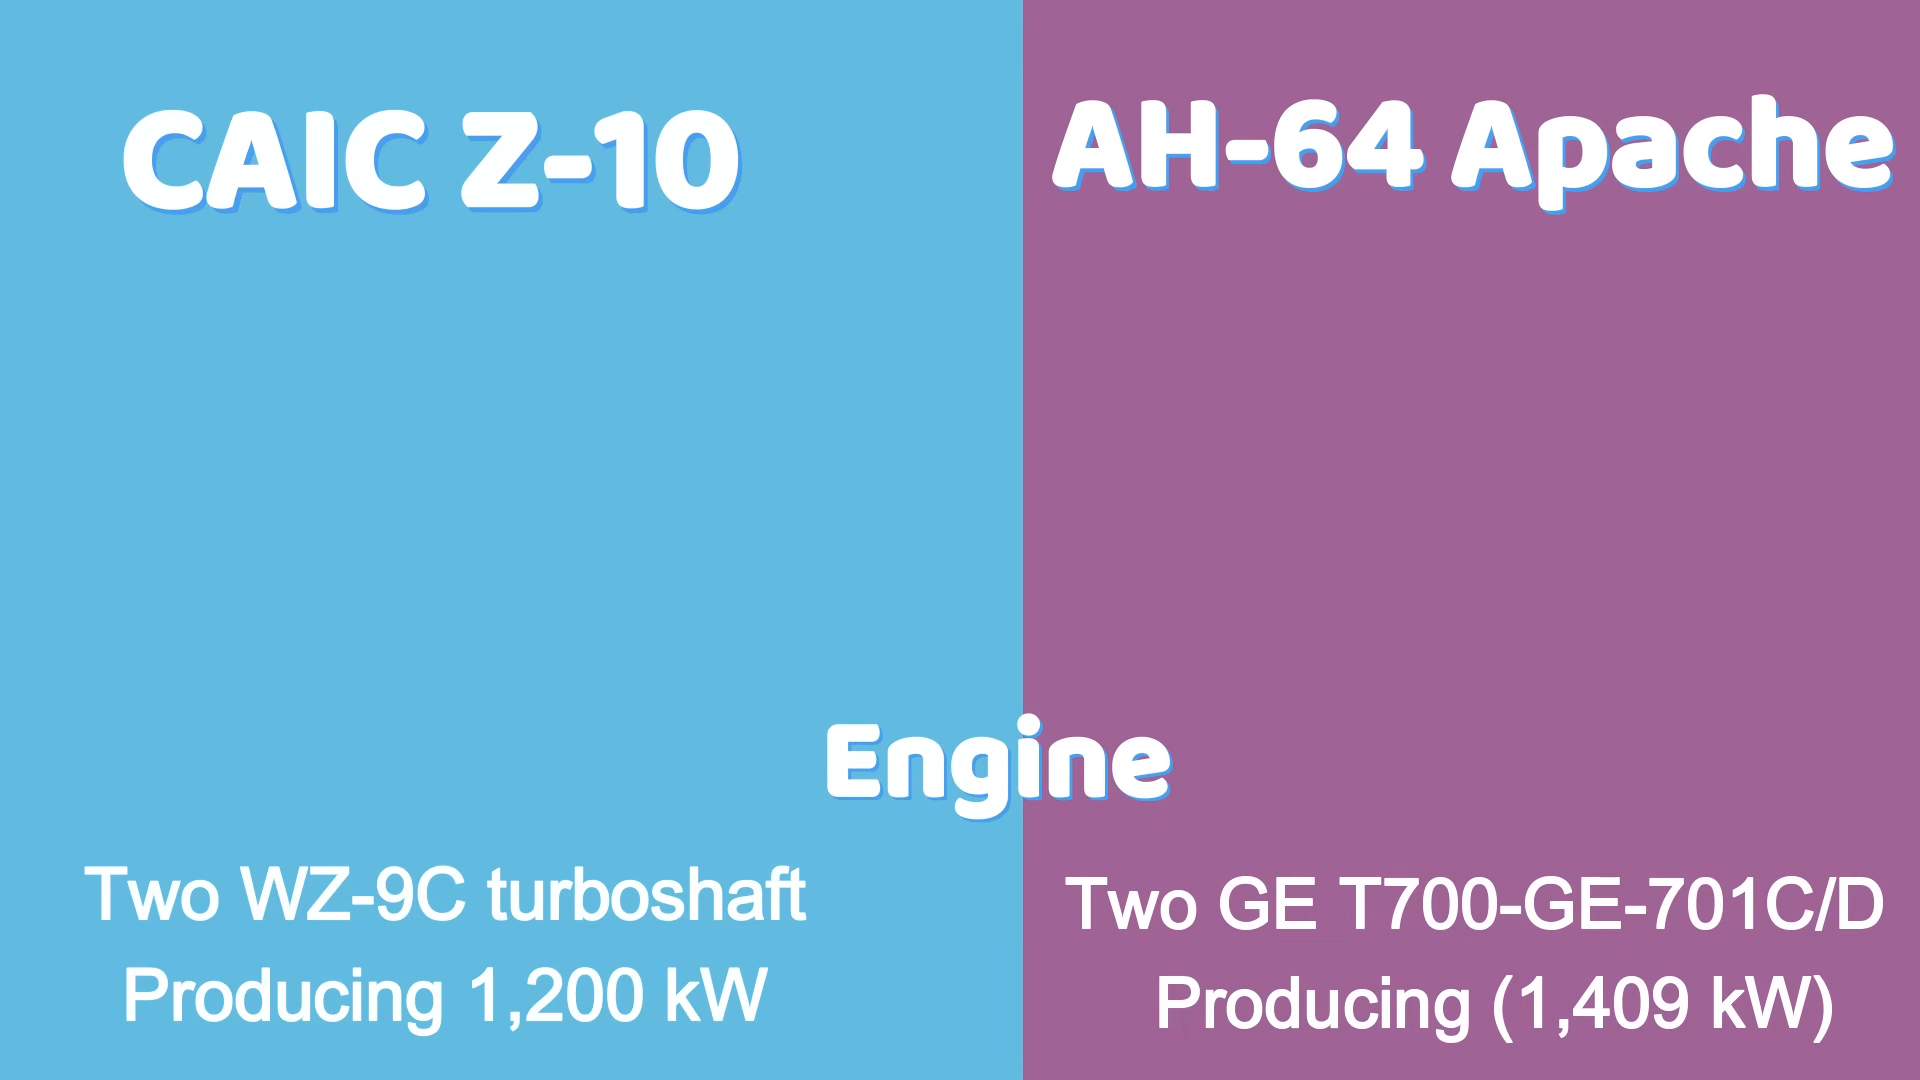 CAIC Z-10
AH-64 Apache
Engine
Two WZ-9C turboshaft
Producing 1,200 kW
Two GE T700-GE-701C/D
Producing (1,409 kW)